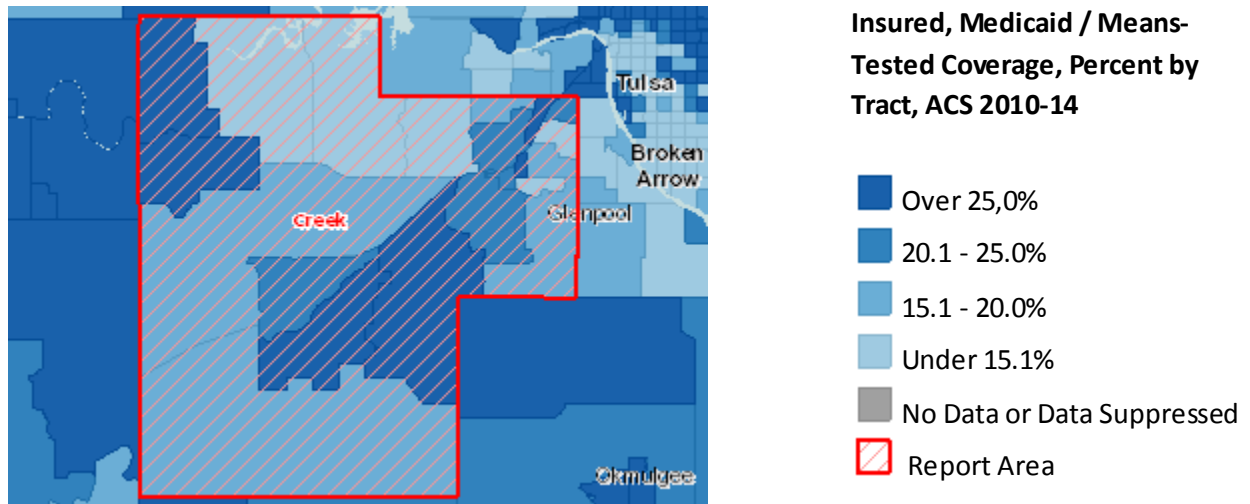 Insured, Medicaid / Means-
Tested Coverage, Percent by
Tract, ACS 2010-14
Tulsa
Broken
Arrow
Creek
Glenpool
Okmulgee
Over 25,0%
20.1 - 25.0%
15.1 - 20.0%
Under 15.1%
No Data or Data Suppressed
Report Area